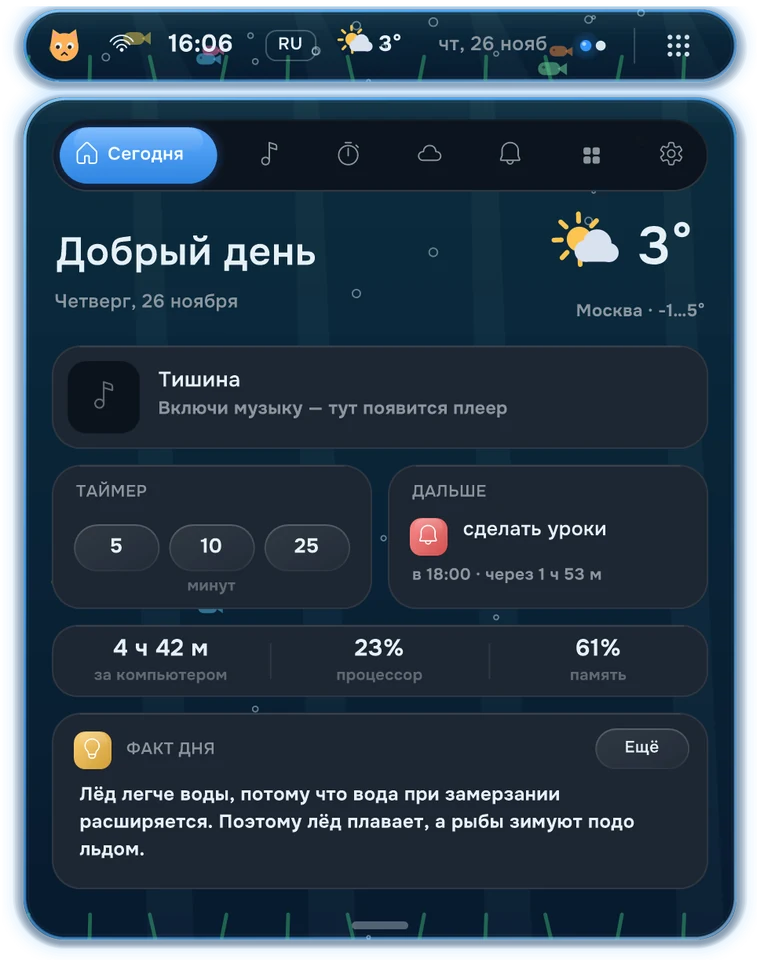 16:06 RU 3° чт, 26 нояб
Сегодня
Добрый день
3°
Четверг, 26 ноября
Москва · -1...5°
Тишина
Включи музыку — тут появится плеер
ТАЙМЕР
5 10 25
минут
ДАЛЬШЕ
сделать уроки
в 18:00 · через 1 ч 53 м
4 ч 42 м 23% 61%
за компьютером процессор память
ФАКТ ДНЯ
Ещё
Лёд легче воды, потому что вода при замерзании
расширяется. Поэтому лёд плавает, а рыбы зимуют подо
льдом.